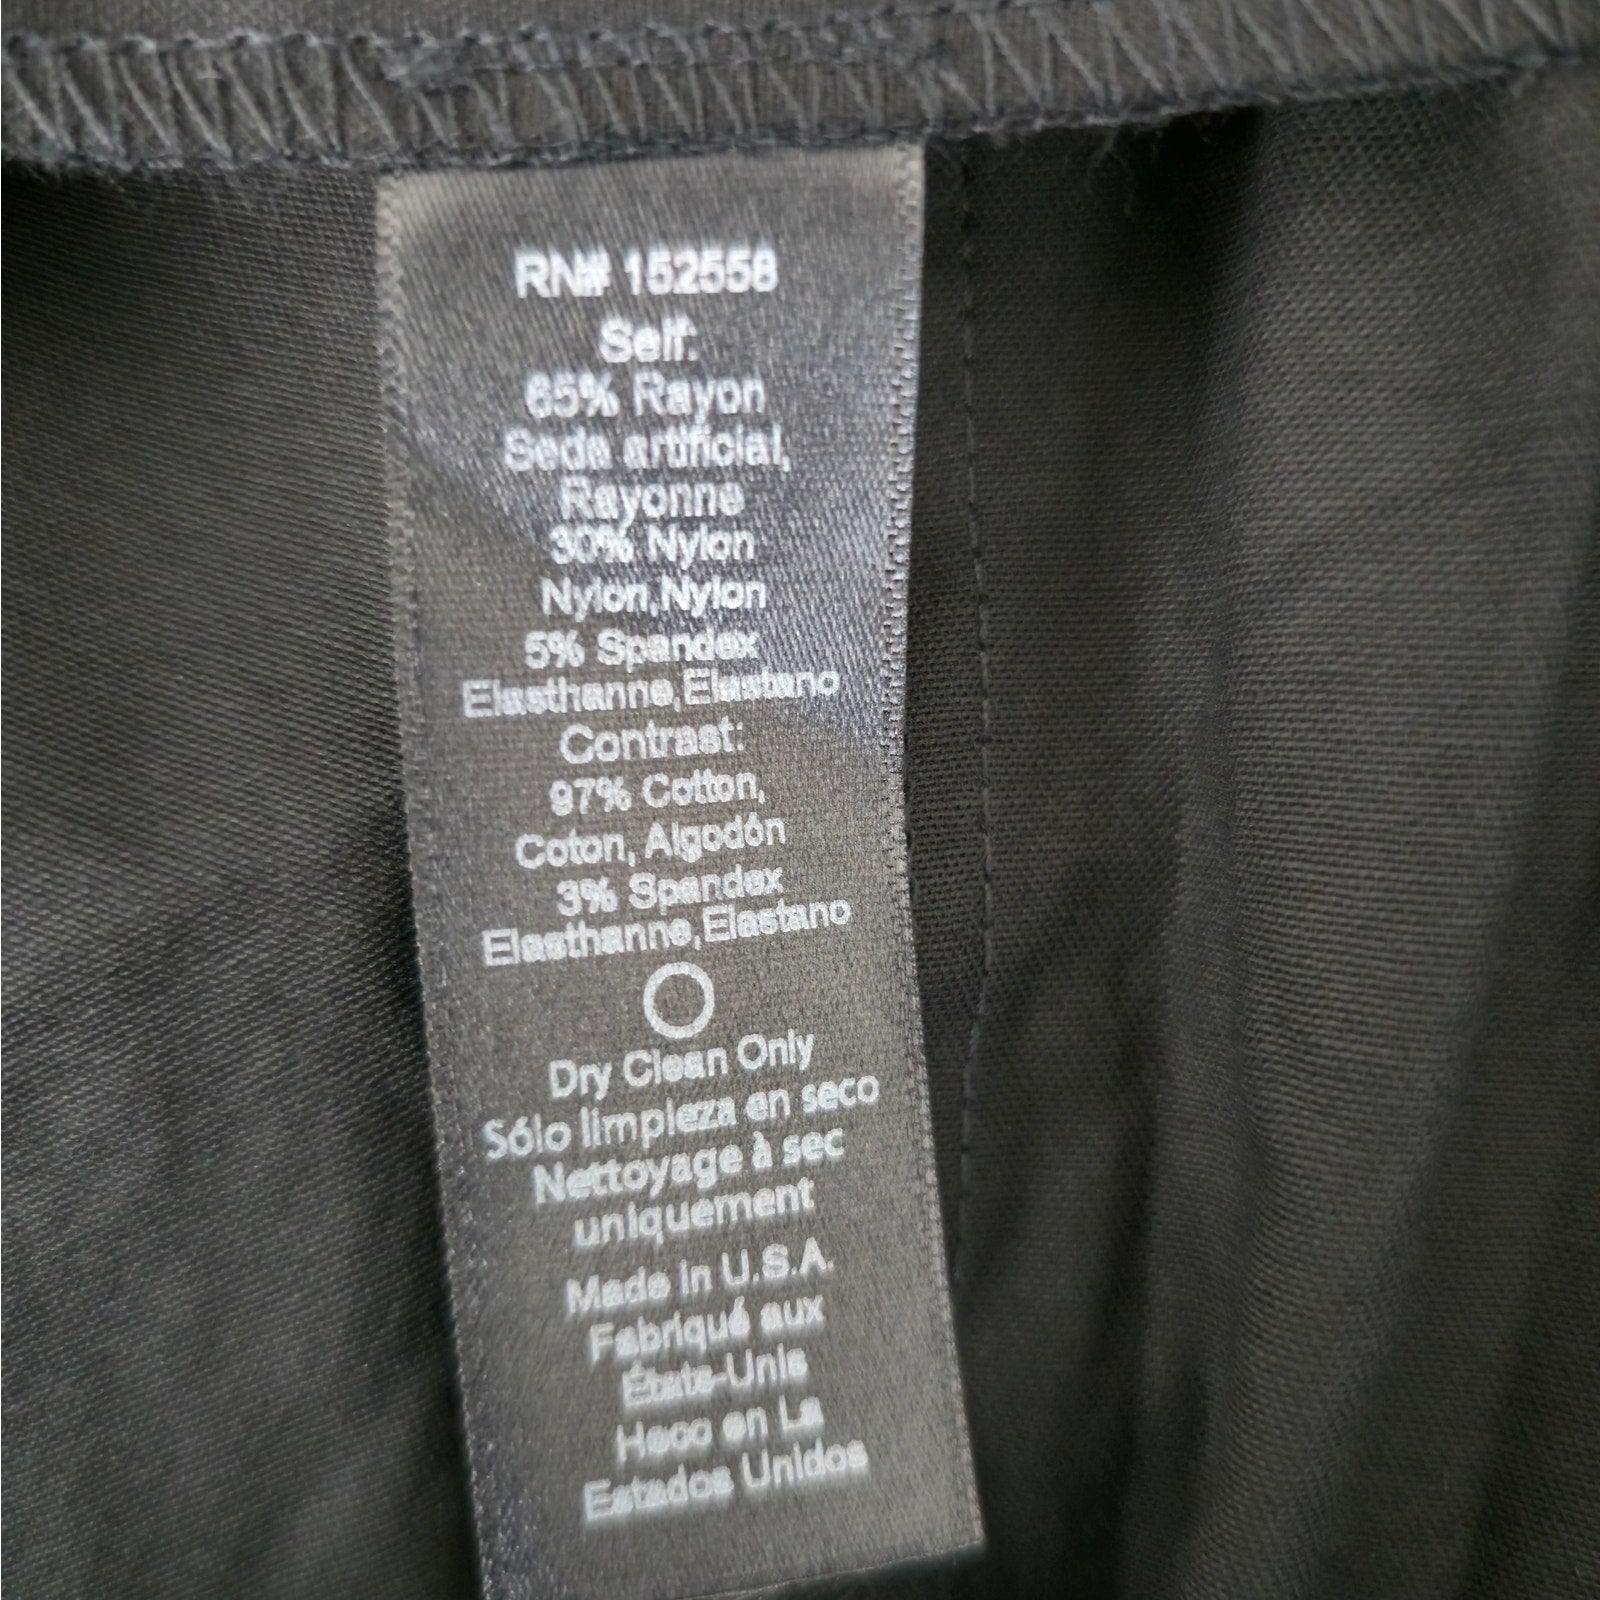 RN# 152558
Self:
65% Rayon
Seda artificial,
Rayonne
30% Nylon
Nylon,Nylon
5% Spandex
Elasthanne,Elastano
Contrast:
97% Cotton,
Coton, Algodón
3% Spandex
Elasthanne,Elastano
Dry Clean Only
Sólo limpieza en seco
Nettoyage à sec
uniquement
Made in U.S.A.
Fabriqué aux
États-Unis
Heco en La
Estados Unidos